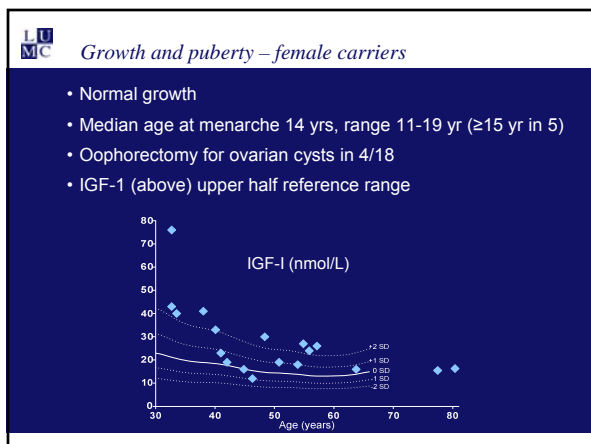 L U
M C
Growth and puberty – female carriers
• Normal growth
• Median age at menarche 14 yrs, range 11-19 yr (≥15 yr in 5)
• Oophorectomy for ovarian cysts in 4/18
• IGF-1 (above) upper half reference range
80
70
60
50
40
30
20
10
0
IGF-I (nmol/L)
+2 SD
+1 SD
0 SD
-1 SD
-2 SD
30 40 50 60 70 80
Age (years)